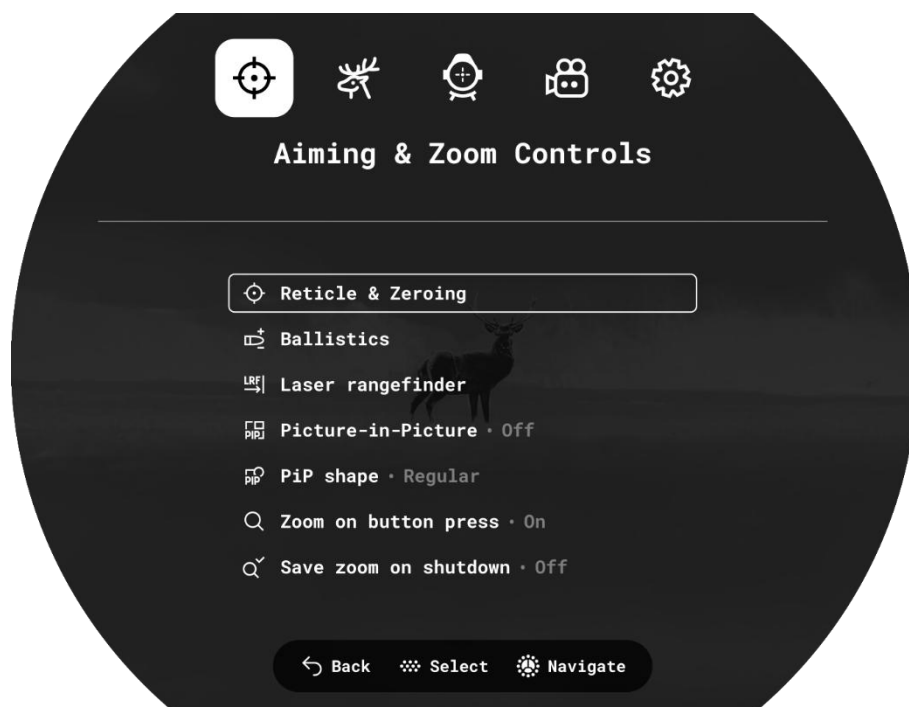 Aiming & Zoom Controls
Reticle & Zeroing
Ballistics
LRF Laser rangefinder
PIP Picture-in-Picture • Off
PIP PiP shape • Regular
Zoom on button press • On
Save zoom on shutdown • Off
Back Select Navigate